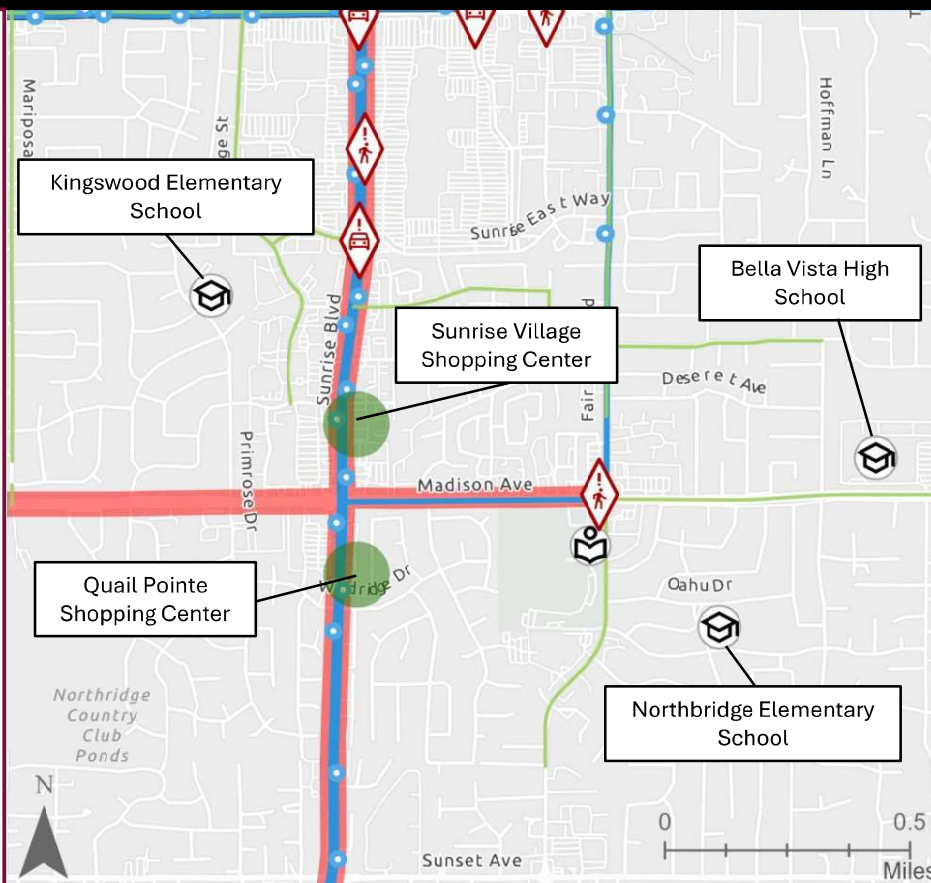 Mariposa
ge St
Hoffman Ln
Kingswood Elementary
School
Sunrise East Way
Bella Vista High
School
Sunrise Blvd
Sunrise Village
Shopping Center
Fair
Deseret Ave
Primrose Dr
Madison Ave
Quail Pointe
Shopping Center
Oahu Dr
Northridge
Country
Club
Ponds
Northbridge Elementary
School
N
0
0.5
Miles
Sunset Ave